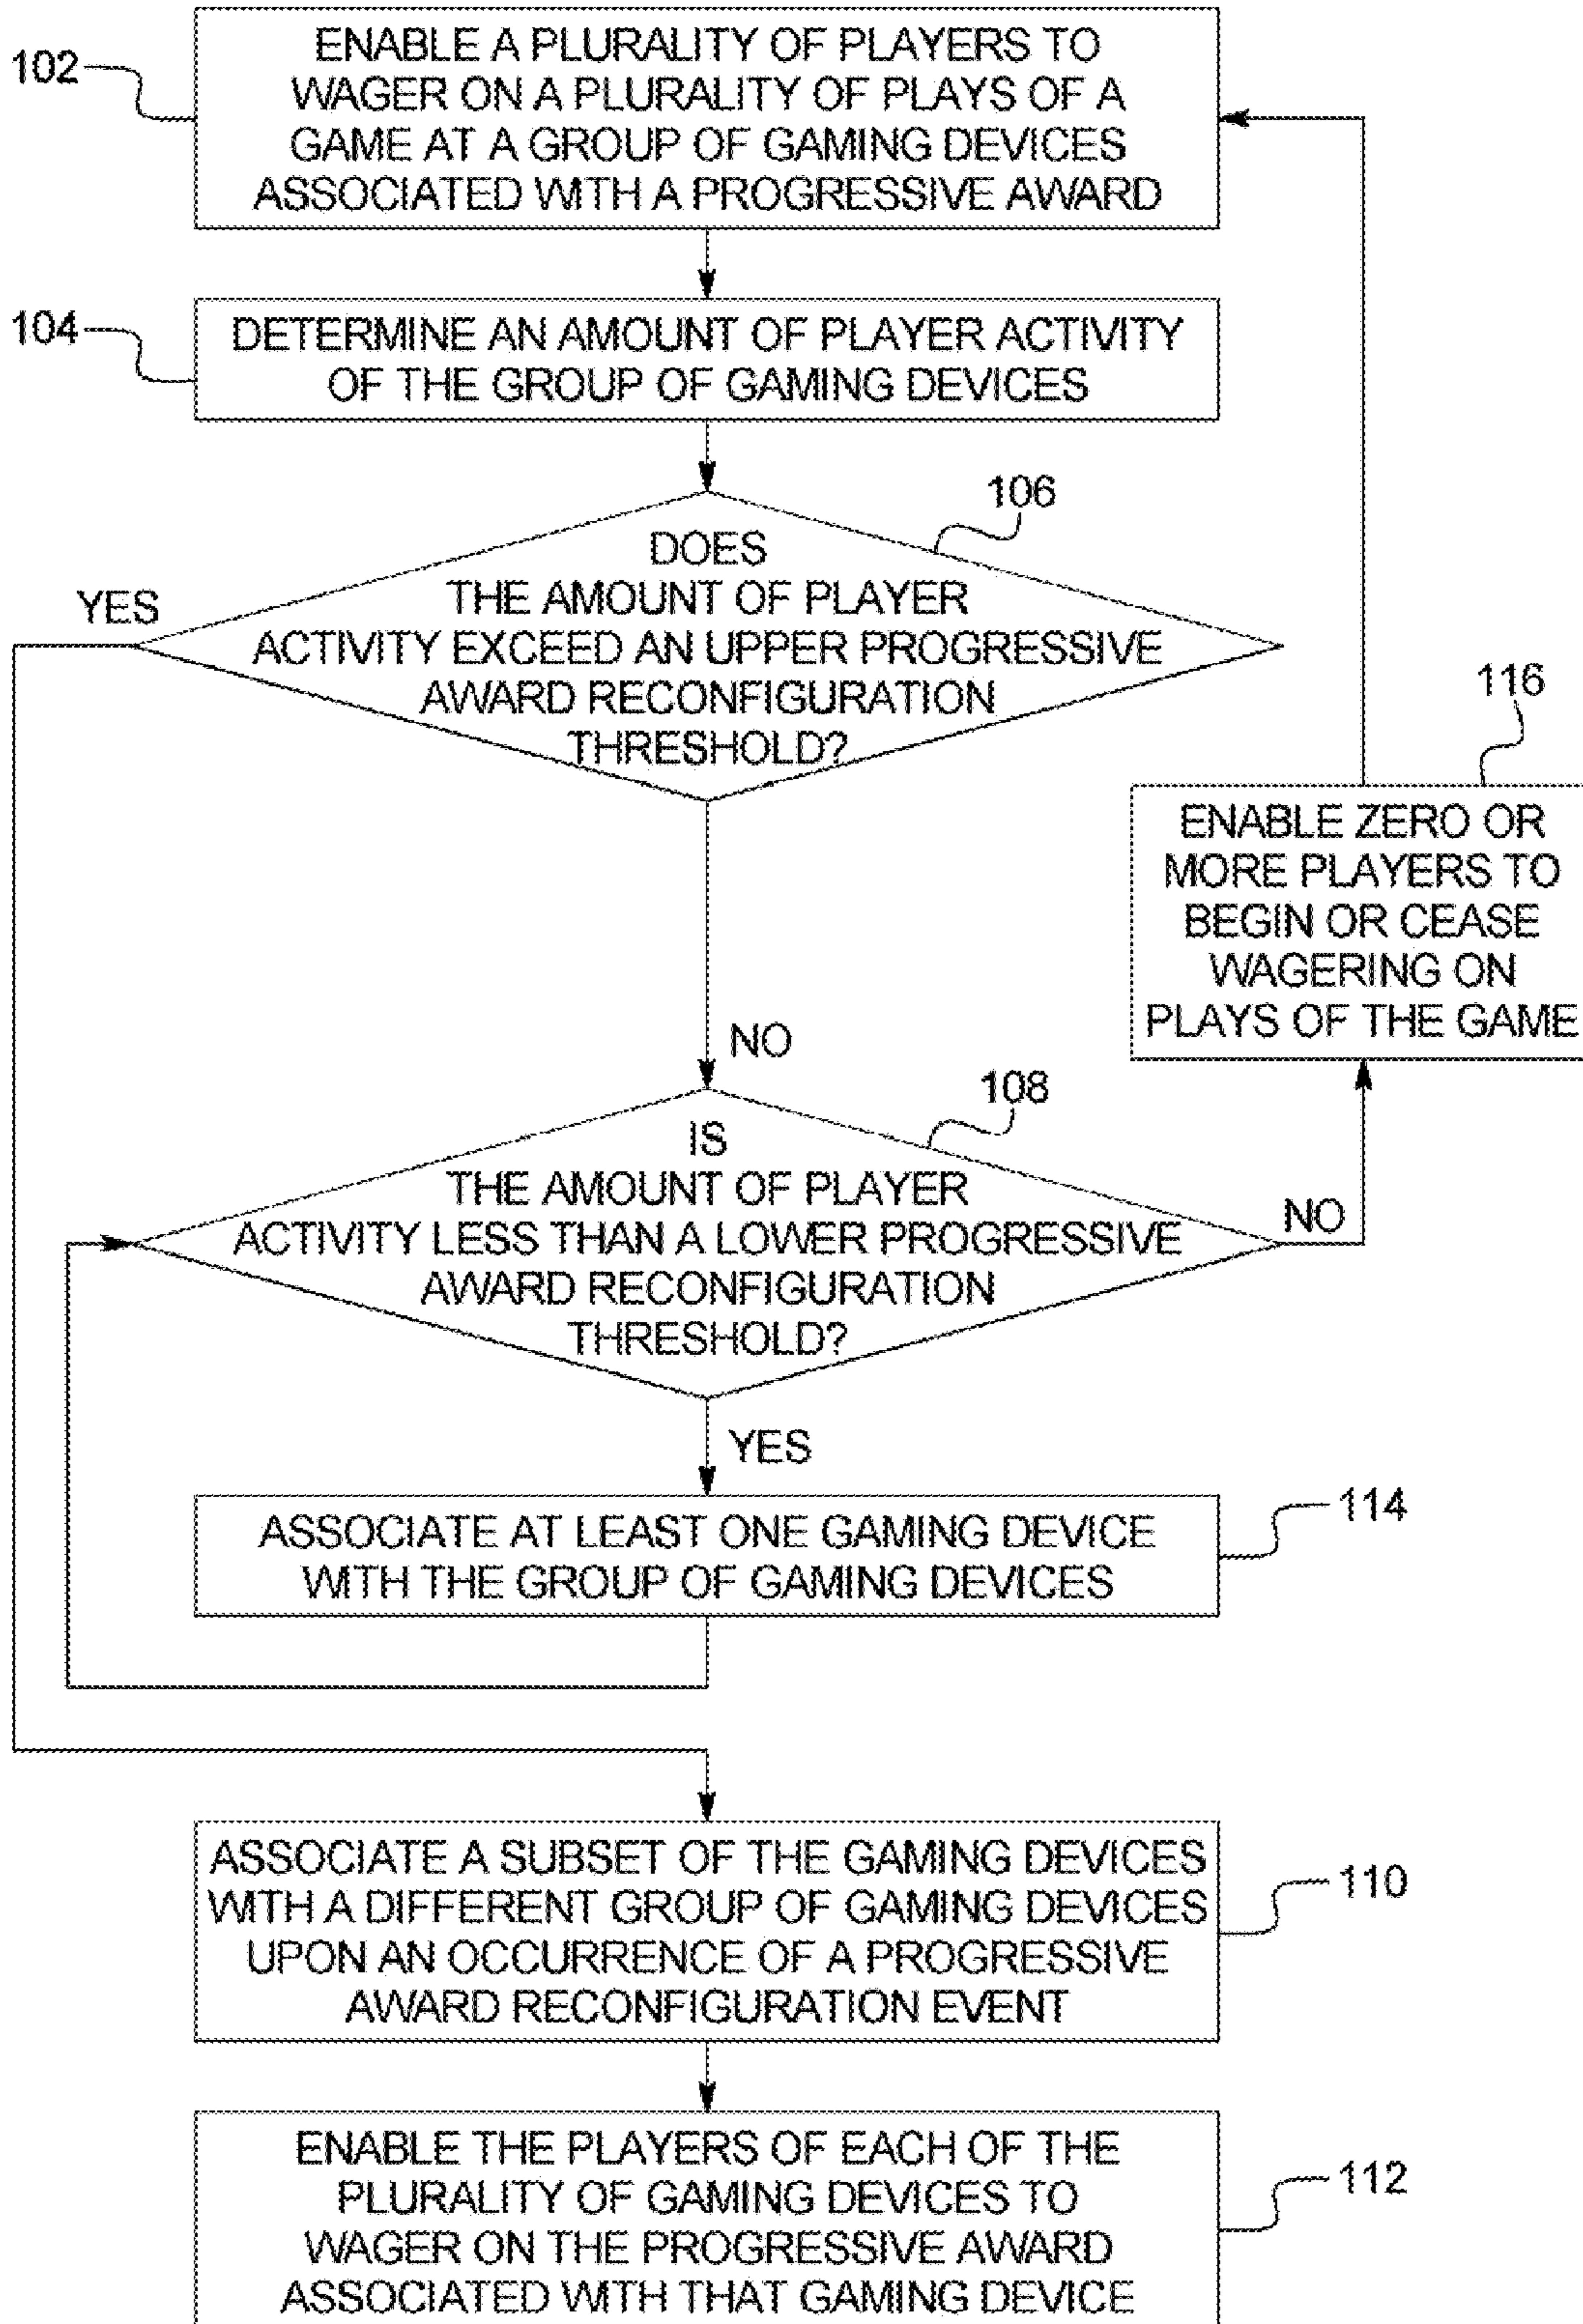 102
ENABLE A PLURALITY OF PLAYERS TO
WAGER ON A PLURALITY OF PLAYS OF A
GAME AT A GROUP OF GAMING DEVICES
ASSOCIATED WITH A PROGRESSIVE AWARD
104
DETERMINE AN AMOUNT OF PLAYER ACTIVITY
OF THE GROUP OF GAMING DEVICES
106
DOES
THE AMOUNT OF PLAYER
ACTIVITY EXCEED AN UPPER PROGRESSIVE
AWARD RECONFIGURATION
THRESHOLD?
YES
NO
116
ENABLE ZERO OR
MORE PLAYERS TO
BEGIN OR CEASE
WAGERING ON
PLAYS OF THE GAME
108
IS
THE AMOUNT OF PLAYER
ACTIVITY LESS THAN A LOWER PROGRESSIVE
AWARD RECONFIGURATION
THRESHOLD?
NO
YES
ASSOCIATE AT LEAST ONE GAMING DEVICE
WITH THE GROUP OF GAMING DEVICES
114
ASSOCIATE A SUBSET OF THE GAMING DEVICES
WITH A DIFFERENT GROUP OF GAMING DEVICES
UPON AN OCCURRENCE OF A PROGRESSIVE
AWARD RECONFIGURATION EVENT
110
ENABLE THE PLAYERS OF EACH OF THE
PLURALITY OF GAMING DEVICES TO
WAGER ON THE PROGRESSIVE AWARD
ASSOCIATED WITH THAT GAMING DEVICE
112